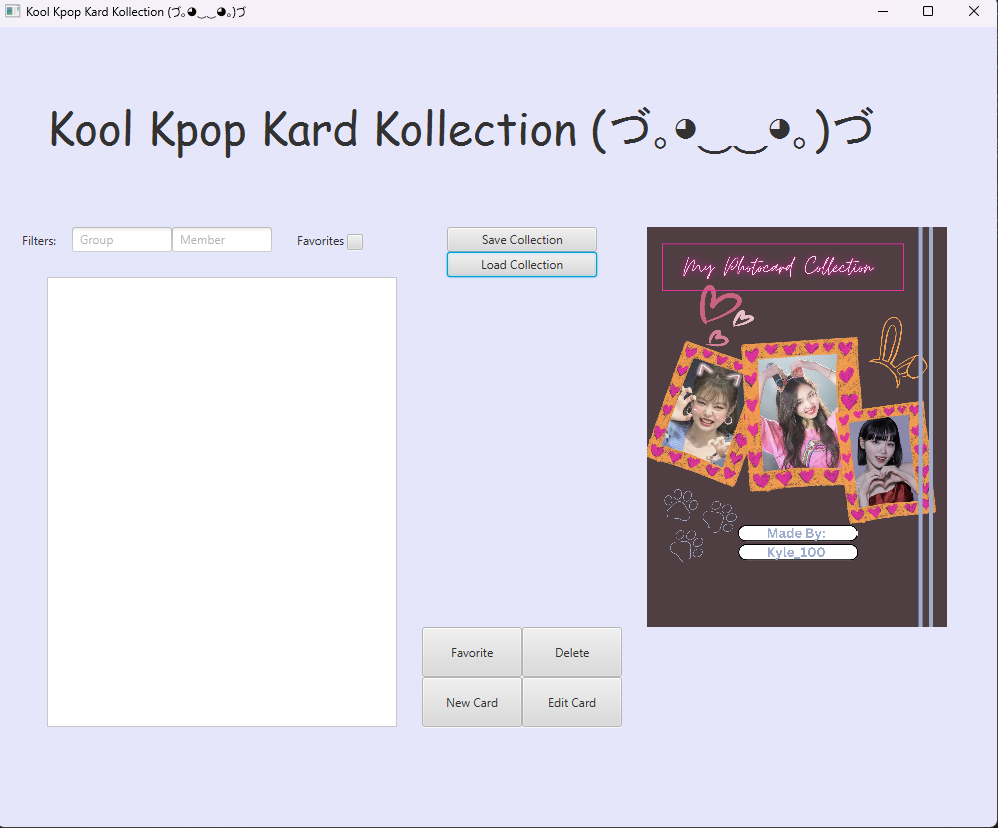 Kool Kpop Kard Kollection (づ｡◕‿‿◕｡)づ
Kool Kpop Kard Kollection (づ｡◕‿‿◕｡)づ
Filters:
Group
Member
Favorites
Save Collection
Load Collection
My Photocard Collection
Made By:
Kyle_100
Favorite
Delete
New Card
Edit Card